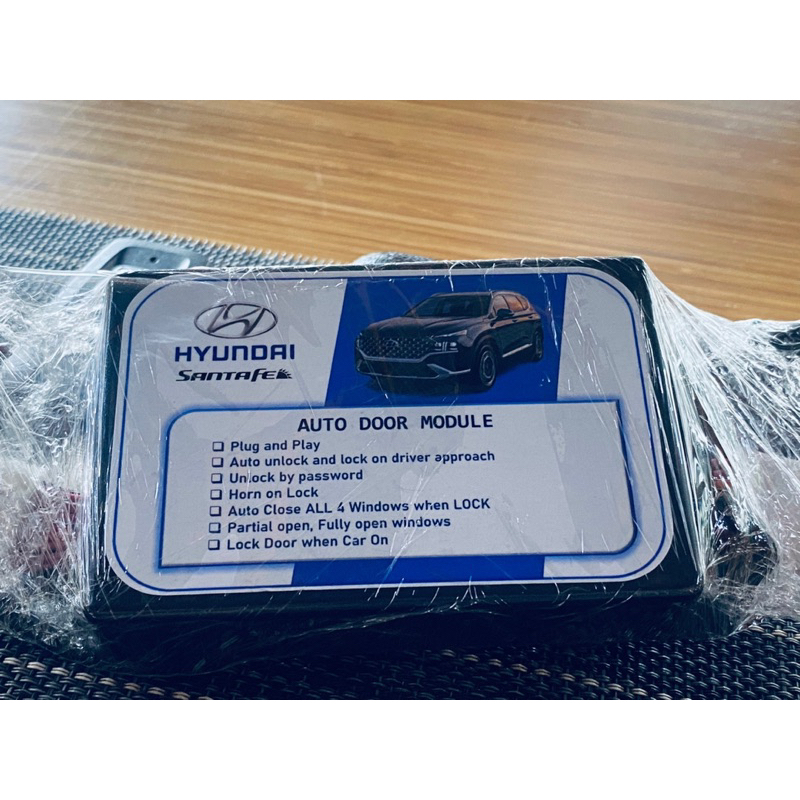 HYUNDAI
SANTAFE
AUTO DOOR MODULE
❑ Plug and Play
❑ Auto unlock and lock on driver approach
❑ Unlock by password
❑ Horn on Lock
❑ Auto Close ALL 4 Windows when LOCK
❑ Partial open, Fully open windows
❑ Lock Door when Car On